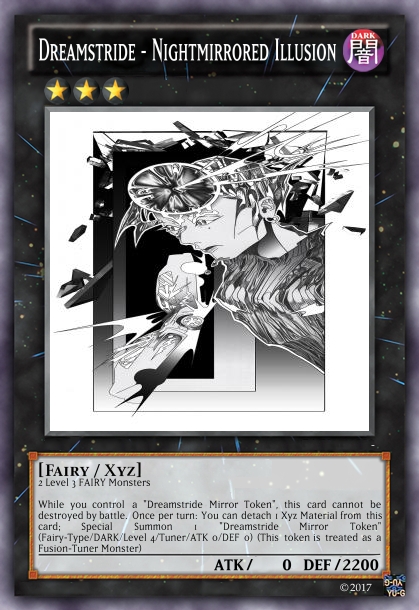 Dreamstride - Nightmirrored Illusion
DARK
闇
[Fairy / Xyz]
2 Level 3 FAIRY Monsters
While you control a "Dreamstride Mirror Token", this card cannot
destroyed by battle. Once per turn: You can detach 1 Xyz Material from this
card; Special Summon 1 "Dreamstride Mirror Token"
(Fairy-Type/DARK/Level 4/Tuner/ATK 0/DEF 0) (This token is treated as a
Fusion-Tuner Monster)
ATK/ 0 DEF/2200
©2017
YU-G